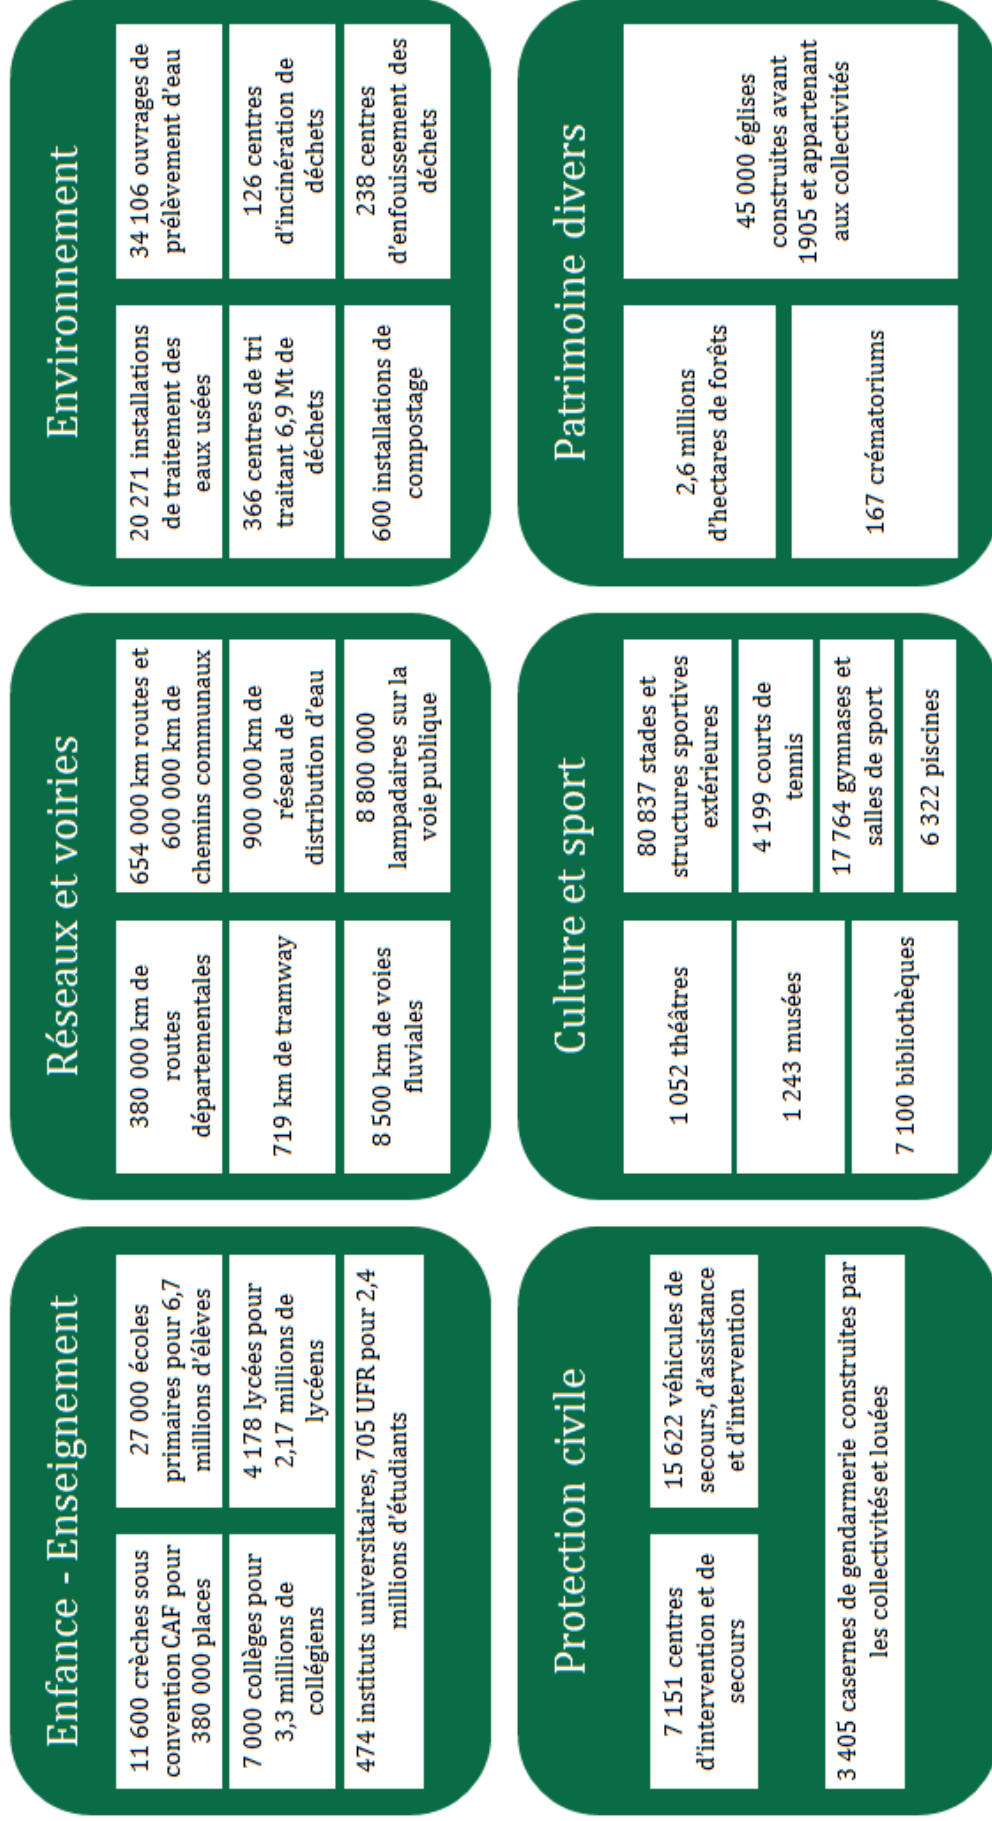 Enfance - Enseignement
11 600 crèches sous
convention CAF pour
380 000 places
27 000 écoles
primaires pour 6,7
millions d'élèves
7 000 collèges pour
3,3 millions de
collégiens
4 178 lycées pour
2,17 millions de
lycéens
474 instituts universitaires, 705 UFR pour 2,4
millions d'étudiants
Réseaux et voiries
380 000 km de
routes
départementales
654 000 km routes et
600 000 km de
chemins communaux
719 km de tramway
900 000 km de
réseau de
distribution d'eau
8 500 km de voies
fluviales
8 800 000
lampadaires sur la
voie publique
Environnement
20 271 installations
de traitement des
eaux usées
34 106 ouvrages de
prélèvement d'eau
366 centres de tri
traitant 6,9 Mt de
déchets
126 centres
d'incinération de
déchets
600 installations de
compostage
238 centres
d'enfouissement des
déchets
Protection civile
7 151 centres
d'intervention et de
secours
15 622 véhicules de
secours, d'assistance
et d'intervention
3 405 casernes de gendarmerie construites par
les collectivités et louées
Culture et sport
1 052 théâtres
1 243 musées
7 100 bibliothèques
80 837 stades et
structures sportives
extérieures
4 199 courts de
tennis
17 764 gymnases et
salles de sport
6 322 piscines
Patrimoine divers
2,6 millions
d'hectares de forêts
167 crématoriums
45 000 églises
construites avant
1905 et appartenant
aux collectivités